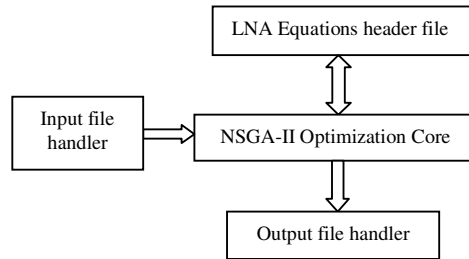 LNA Equations header file
Input file
handler
NSGA-II Optimization Core
Output file handler